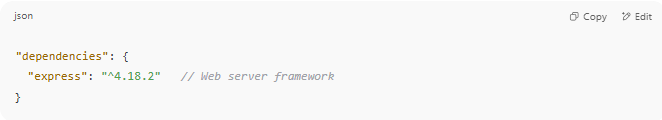 json
Copy
Edit
"dependencies": {
"express": "^4.18.2"   // Web server framework
}